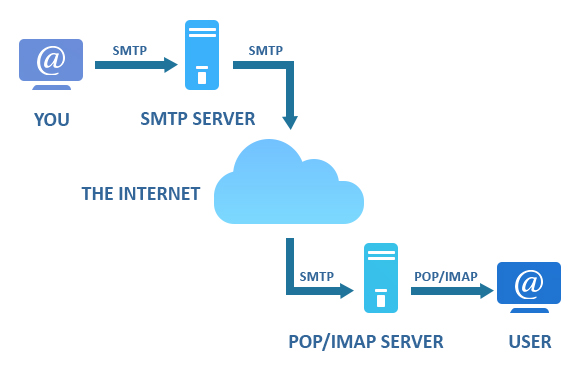 @
SMTP
SMTP
YOU
SMTP SERVER
THE INTERNET
SMTP
POP/IMAP
@
POP/IMAP SERVER
USER